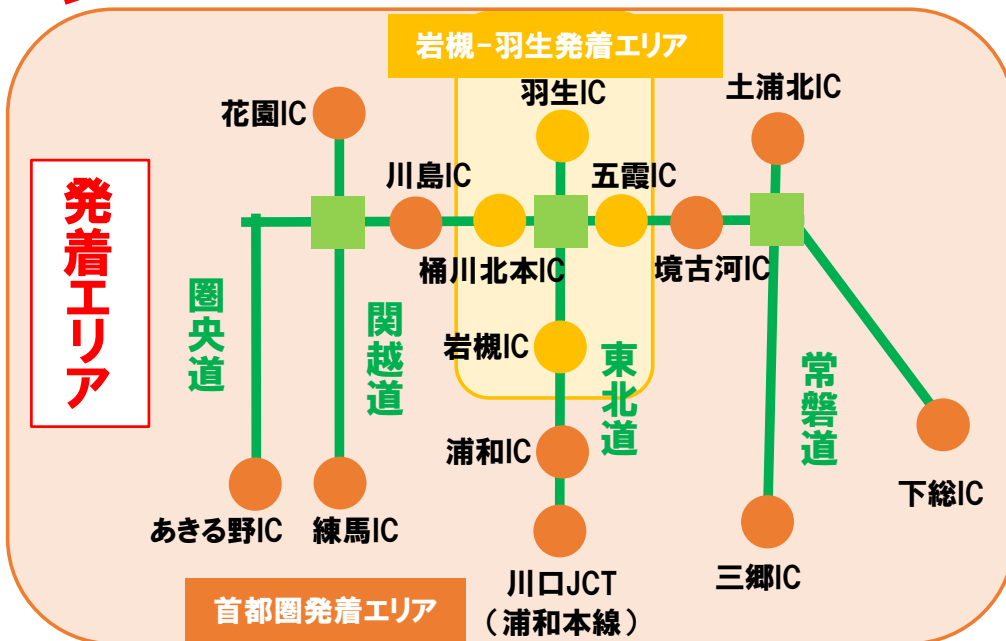 岩槻-羽生発着エリア
羽生IC
土浦北IC
花園IC
川島IC
五霞IC
発着エリア
桶川北本IC
境古河IC
圏央道
関越道
岩槻IC
東北道
常磐道
浦和IC
下総IC
あきる野IC
練馬IC
川口JCT
（浦和本線）
三郷IC
首都圏発着エリア